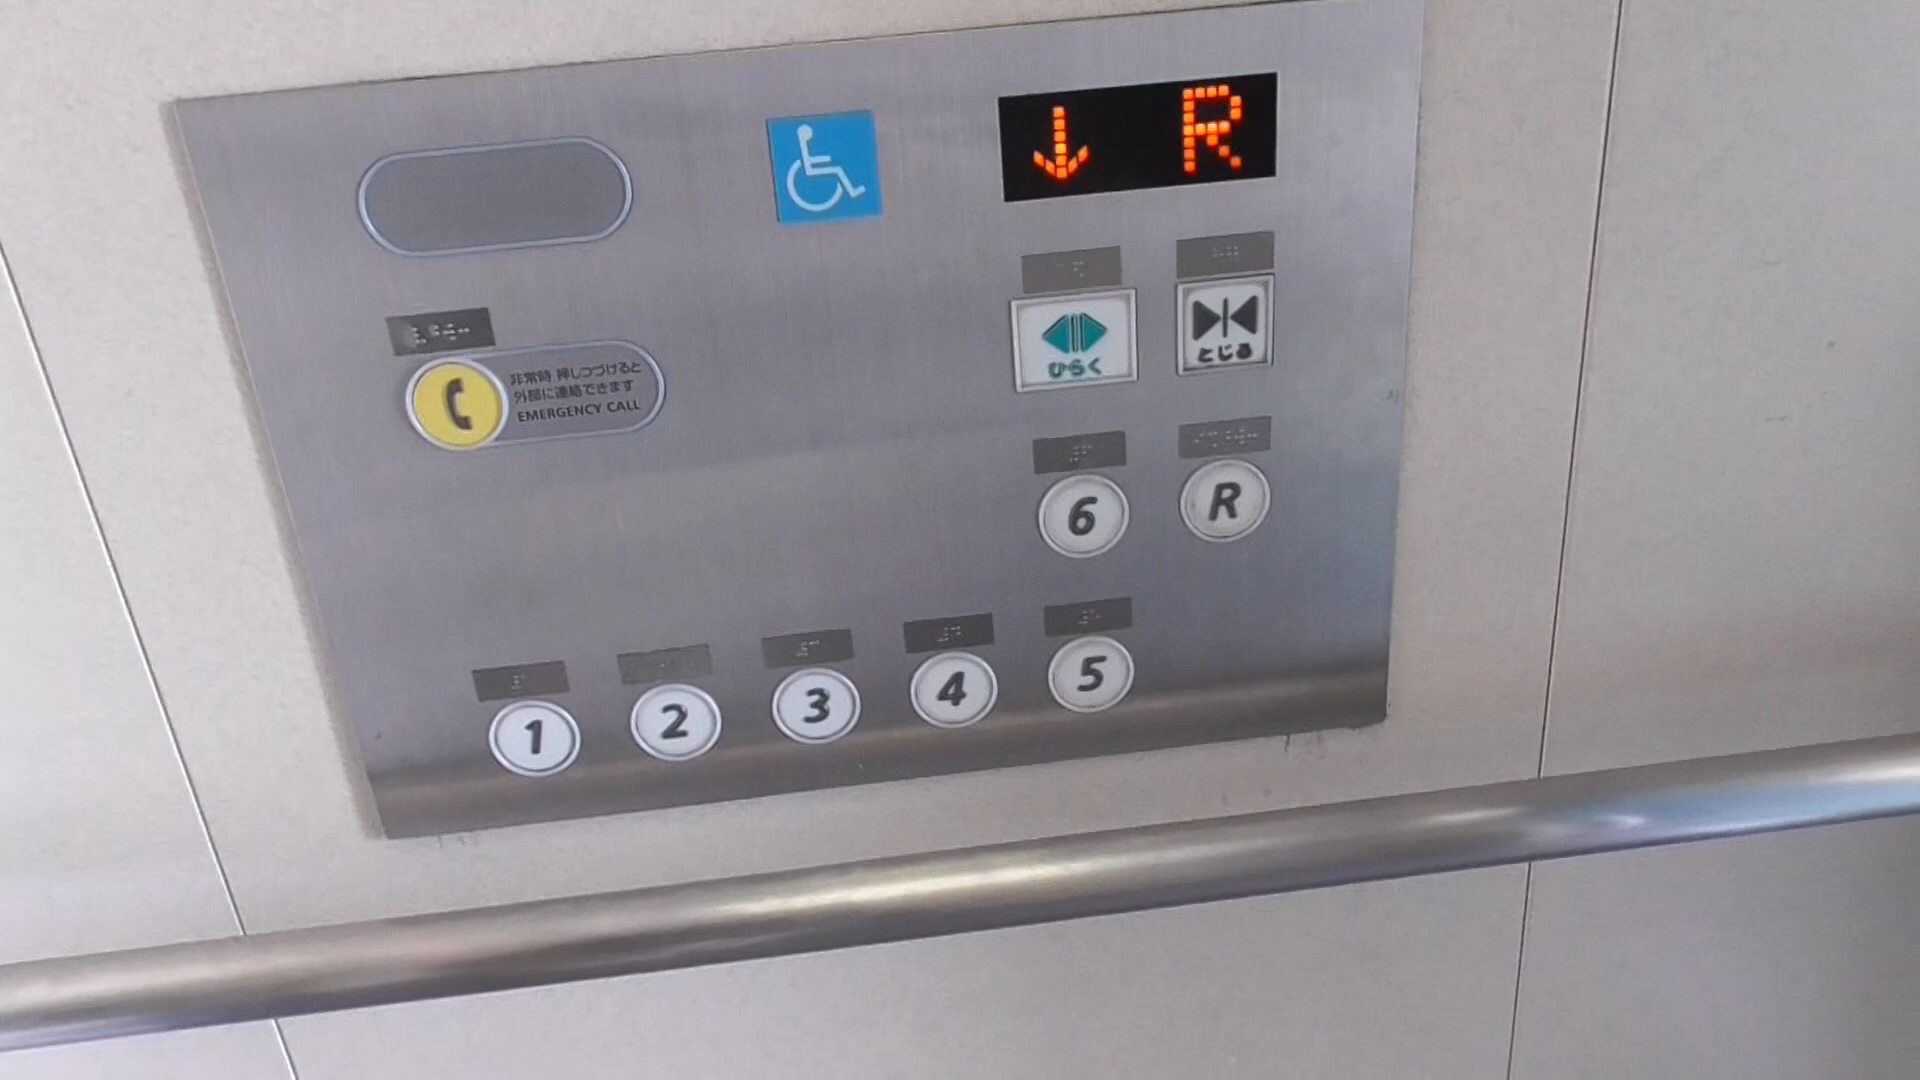 ↓ R
ひらく
とじる
非常時 押しつづけると
外部に連絡できます
EMERGENCY CALL
6 R
1 2 3 4 5